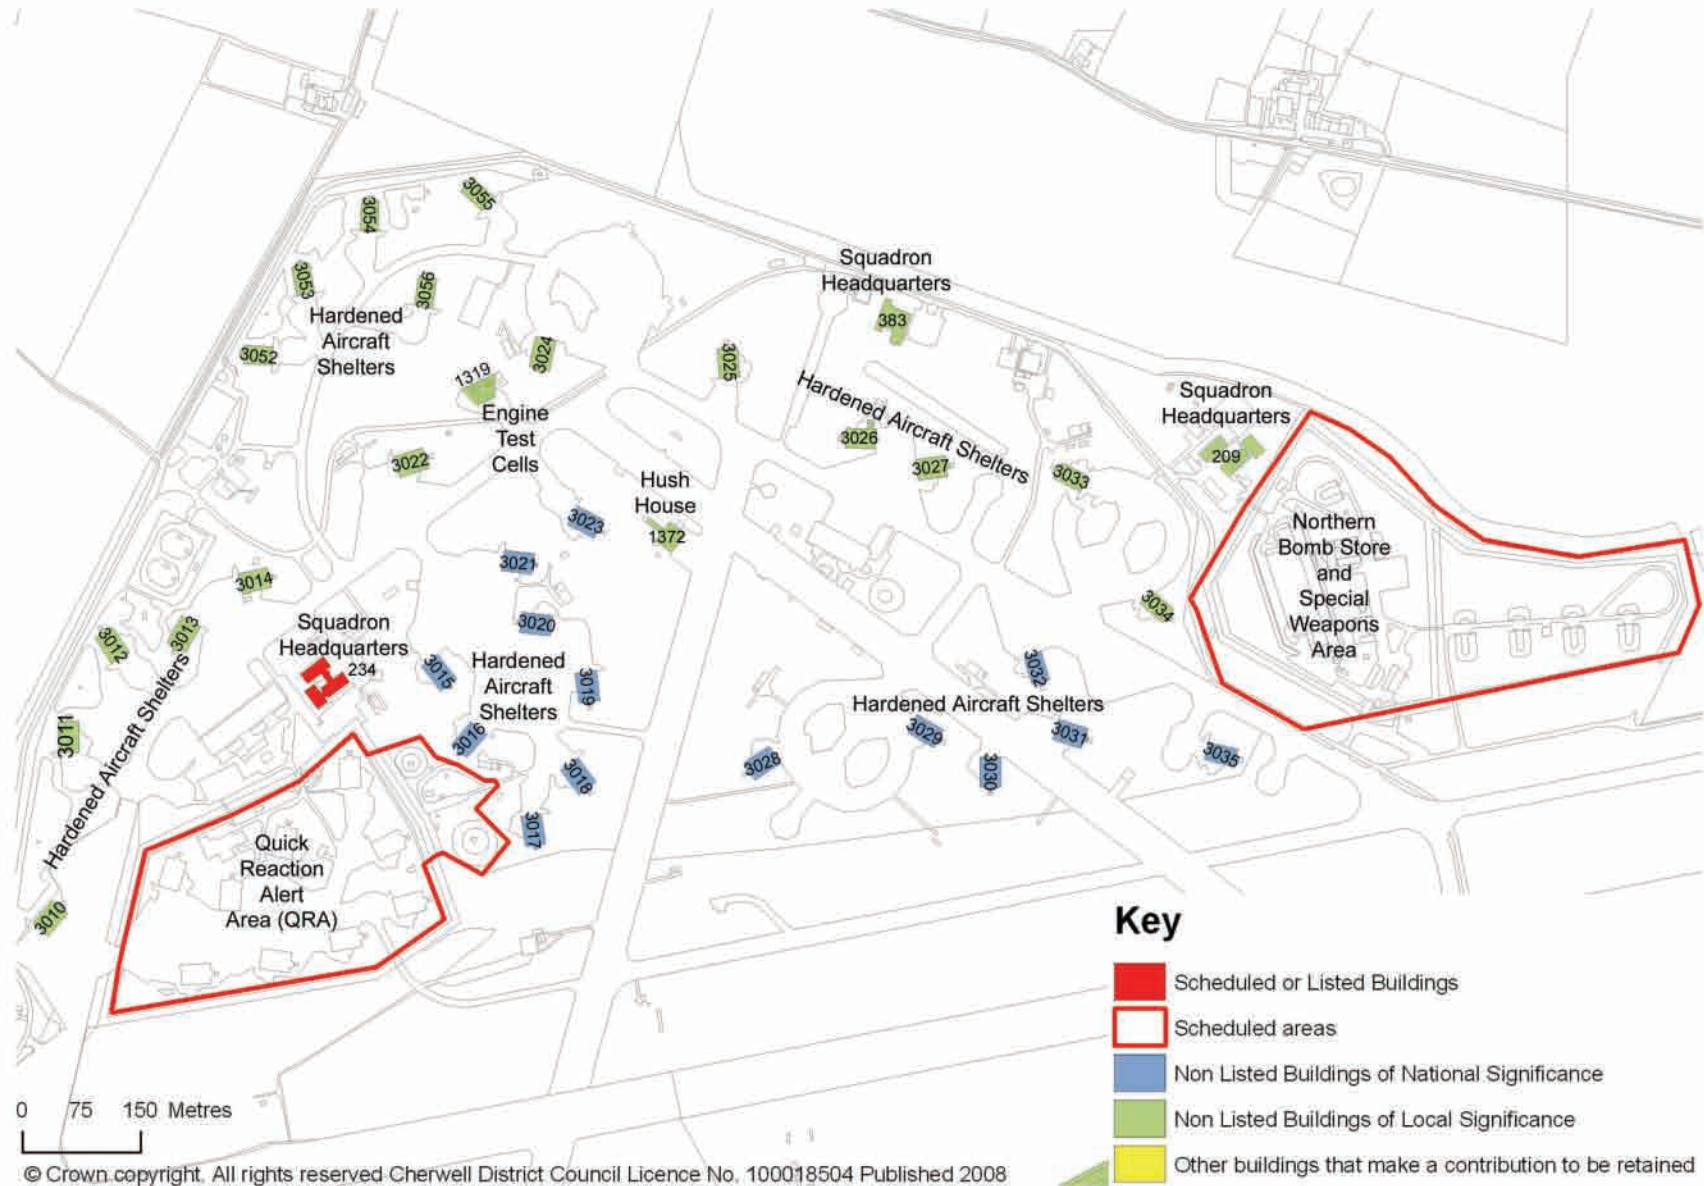 3055
3054
Squadron
Headquarters
3053
3056
383
Hardened
Aircraft
Shelters
3052
3024
3025
1319
Hardened Aircraft Shelters
Squadron
Headquarters
Engine
Test
Cells
3026
3027
3033
209
3022
Hush
House
1372
3023
Northern
Bomb Store
and
Special
Weapons
Area
3021
3014
3034
3020
3012
3013
Squadron
Headquarters
234
3015
Hardened
Aircraft
Shelters
3019
3032
Hardened Aircraft Shelters
3011
3016
3029
3031
3035
3028
3030
3018
Hardened Aircraft Shelters
3017
Quick
Reaction
Alert
Area (QRA)
3010
Key
Scheduled or Listed Buildings
Scheduled areas
Non Listed Buildings of National Significance
Non Listed Buildings of Local Significance
Other buildings that make a contribution to be retained
0 75 150 Metres
© Crown copyright. All rights reserved Cherwell District Council Licence No. 100018504 Published 2008